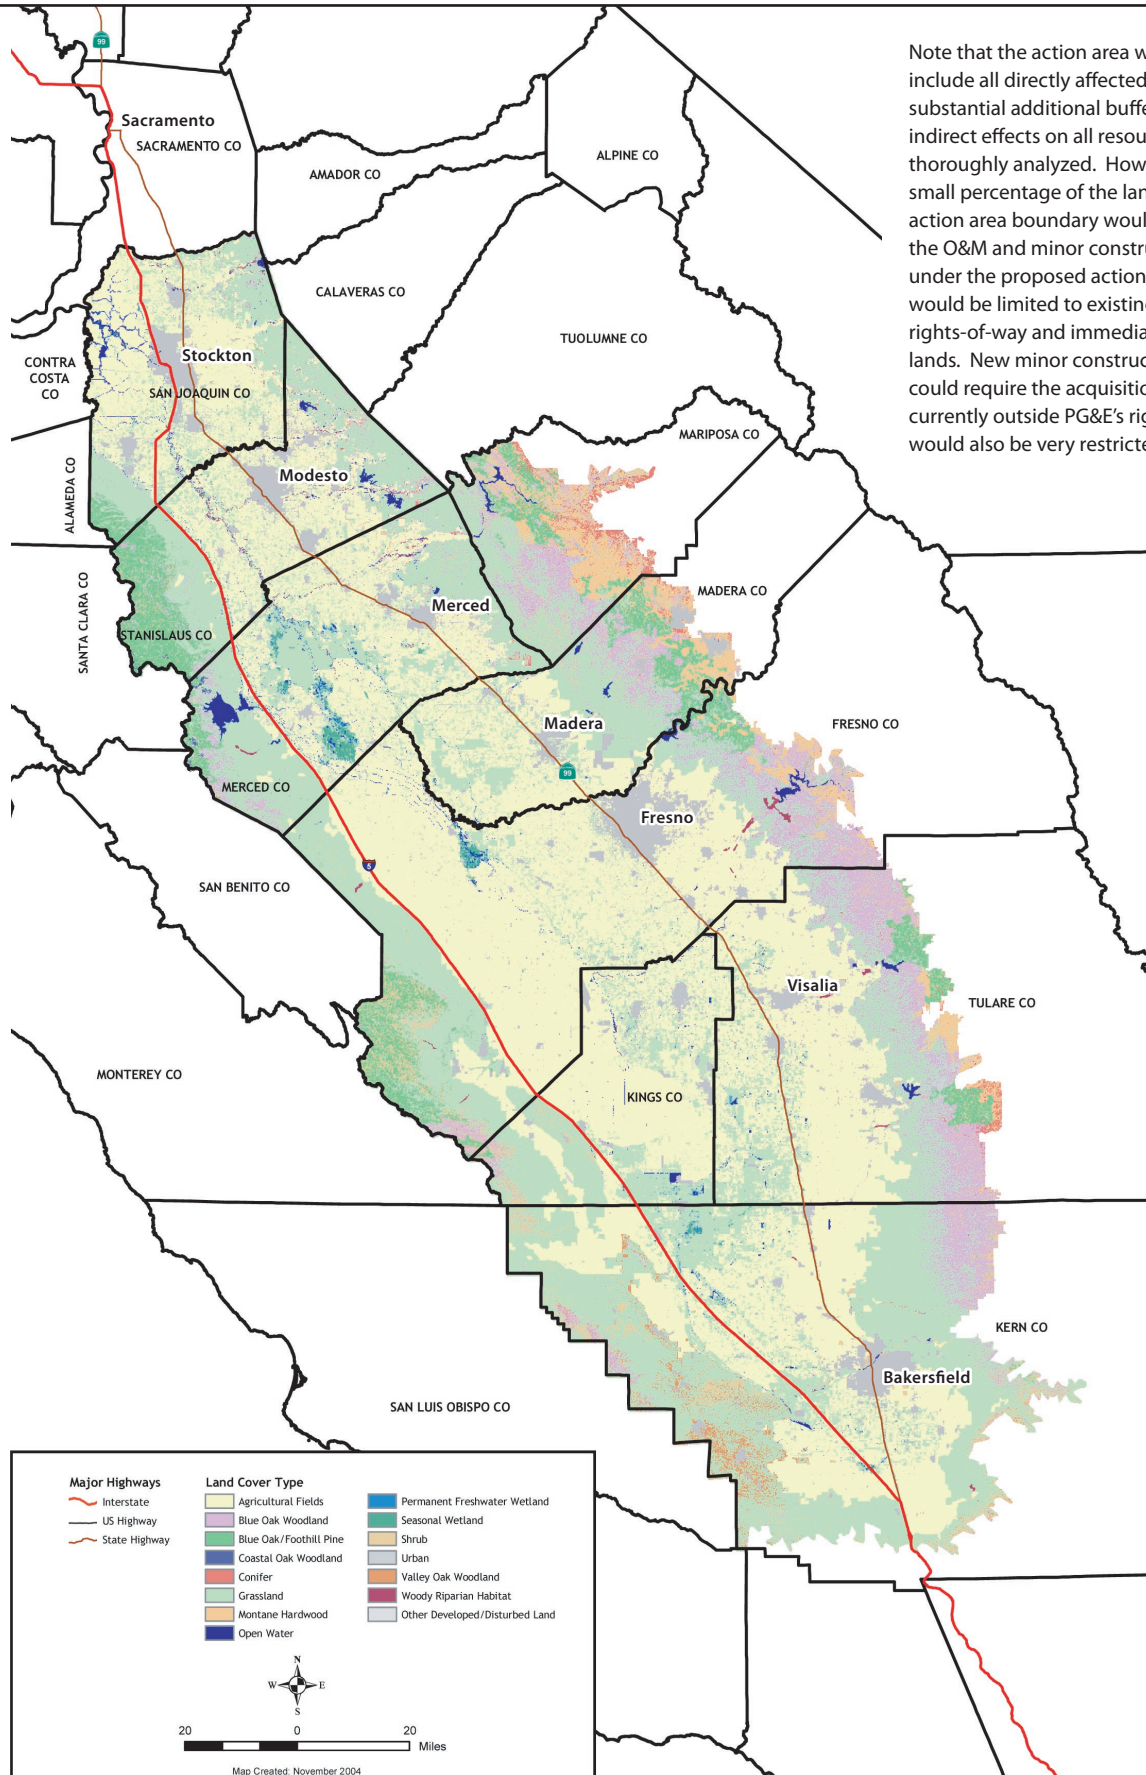 Note that the action area w
include all directly affected
substantial additional buffe
indirect effects on all resou
thoroughly analyzed. How
small percentage of the lan
action area boundary would
the O&M and minor constru
under the proposed action
would be limited to existing
rights-of-way and immedia
lands. New minor construc
could require the acquisitio
currently outside PG&E's rig
would also be very restricte
99
Sacramento
SACRAMENTO CO
AMADOR CO
ALPINE CO
CALAVERAS CO
TUOLUMNE CO
CONTRA
COSTA
CO
Stockton
SAN JOAQUIN CO
MARIPOSA CO
ALAMEDA CO
Modesto
MADERA CO
SANTA CLARA CO
STANISLAUS CO
Merced
Madera
FRESNO CO
99
MERCED CO
Fresno
5
SAN BENITO CO
Visalia
TULARE CO
MONTEREY CO
KINGS CO
KERN CO
Bakersfield
SAN LUIS OBISPO CO
Major Highways
Interstate
US Highway
State Highway
Land Cover Type
Agricultural Fields
Blue Oak Woodland
Blue Oak/Foothill Pine
Coastal Oak Woodland
Conifer
Grassland
Montane Hardwood
Open Water
Permanent Freshwater Wetland
Seasonal Wetland
Shrub
Urban
Valley Oak Woodland
Woody Riparian Habitat
Other Developed/Disturbed Land
N
W E
S
20 0 20
Miles
Map Created: November 2004